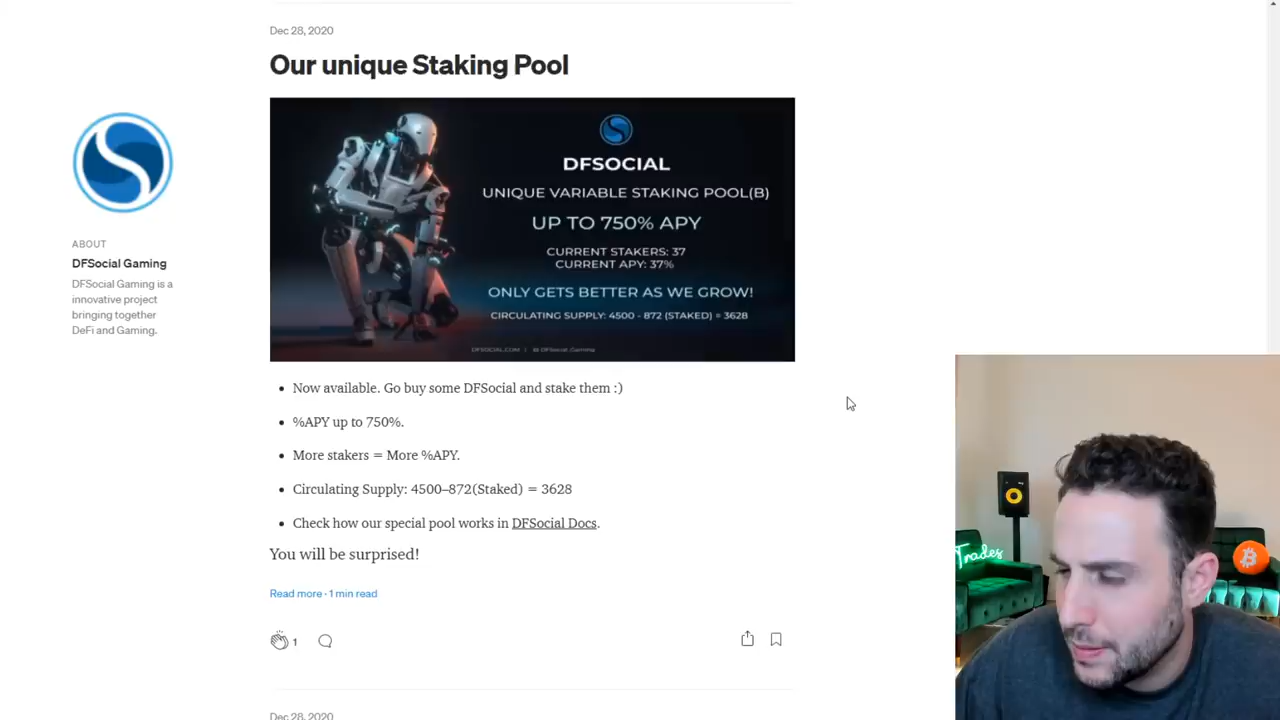 Dec 28, 2020
Our unique Staking Pool
DFSOCIAL
UNIQUE VARIABLE STAKING POOL(B)
UP TO 750% APY
CURRENT STAKERS: 37
CURRENT APY: 37%
ONLY GETS BETTER AS WE GROW!
CIRCULATING SUPPLY: 4500 - 872 (STAKED) = 3628
DFSOCIAL.COM | DFSocial_Gaming
ABOUT
DFSocial Gaming
DFSocial Gaming is a
innovative project
bringing together
DeFi and Gaming.
• Now available. Go buy some DFSocial and stake them :)
• %APY up to 750%.
• More stakers = More %APY.
• Circulating Supply: 4500–872(Staked) = 3628
• Check how our special pool works in DFSocial Docs.
You will be surprised!
Read more · 1 min read
1
Dec 28, 2020
Trades